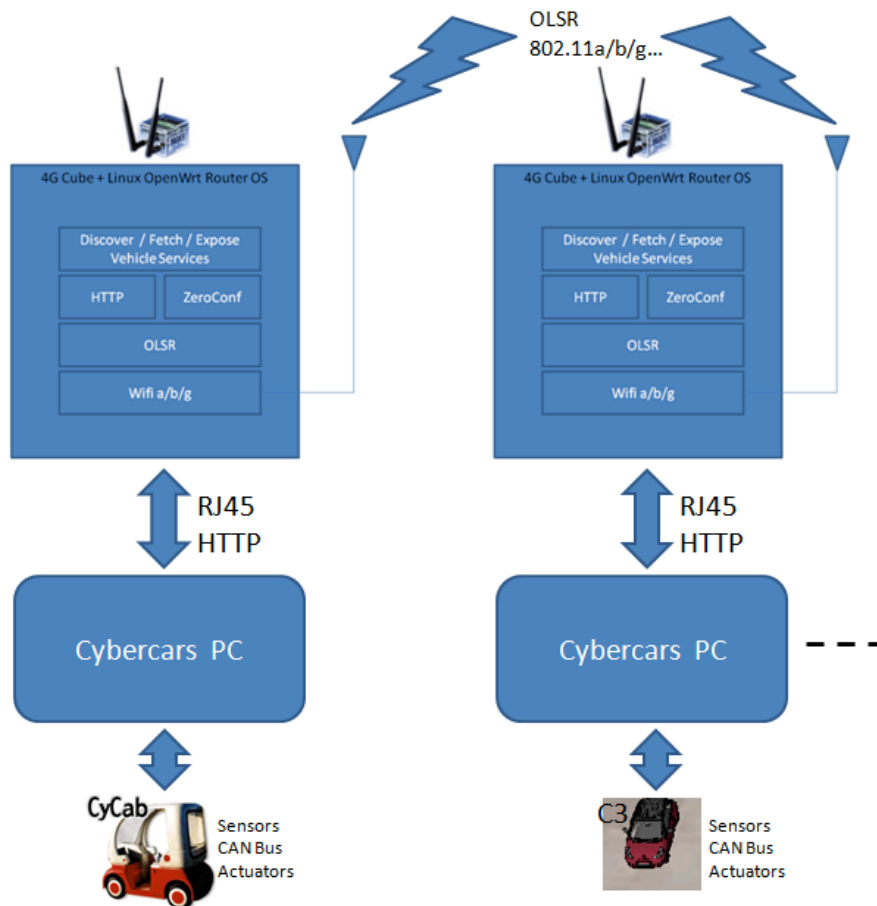 OLSR
802.11a/b/g...
4G Cube + Linux OpenWrt Router OS
Discover / Fetch / Expose
Vehicle Services
HTTP
ZeroConf
OLSR
Wifi a/b/g
4G Cube + Linux OpenWrt Router OS
Discover / Fetch / Expose
Vehicle Services
HTTP
ZeroConf
OLSR
Wifi a/b/g
RJ45
HTTP
RJ45
HTTP
Cybercars PC
Cybercars PC
CyCab
Sensors
CAN Bus
Actuators
C3
Sensors
CAN Bus
Actuators